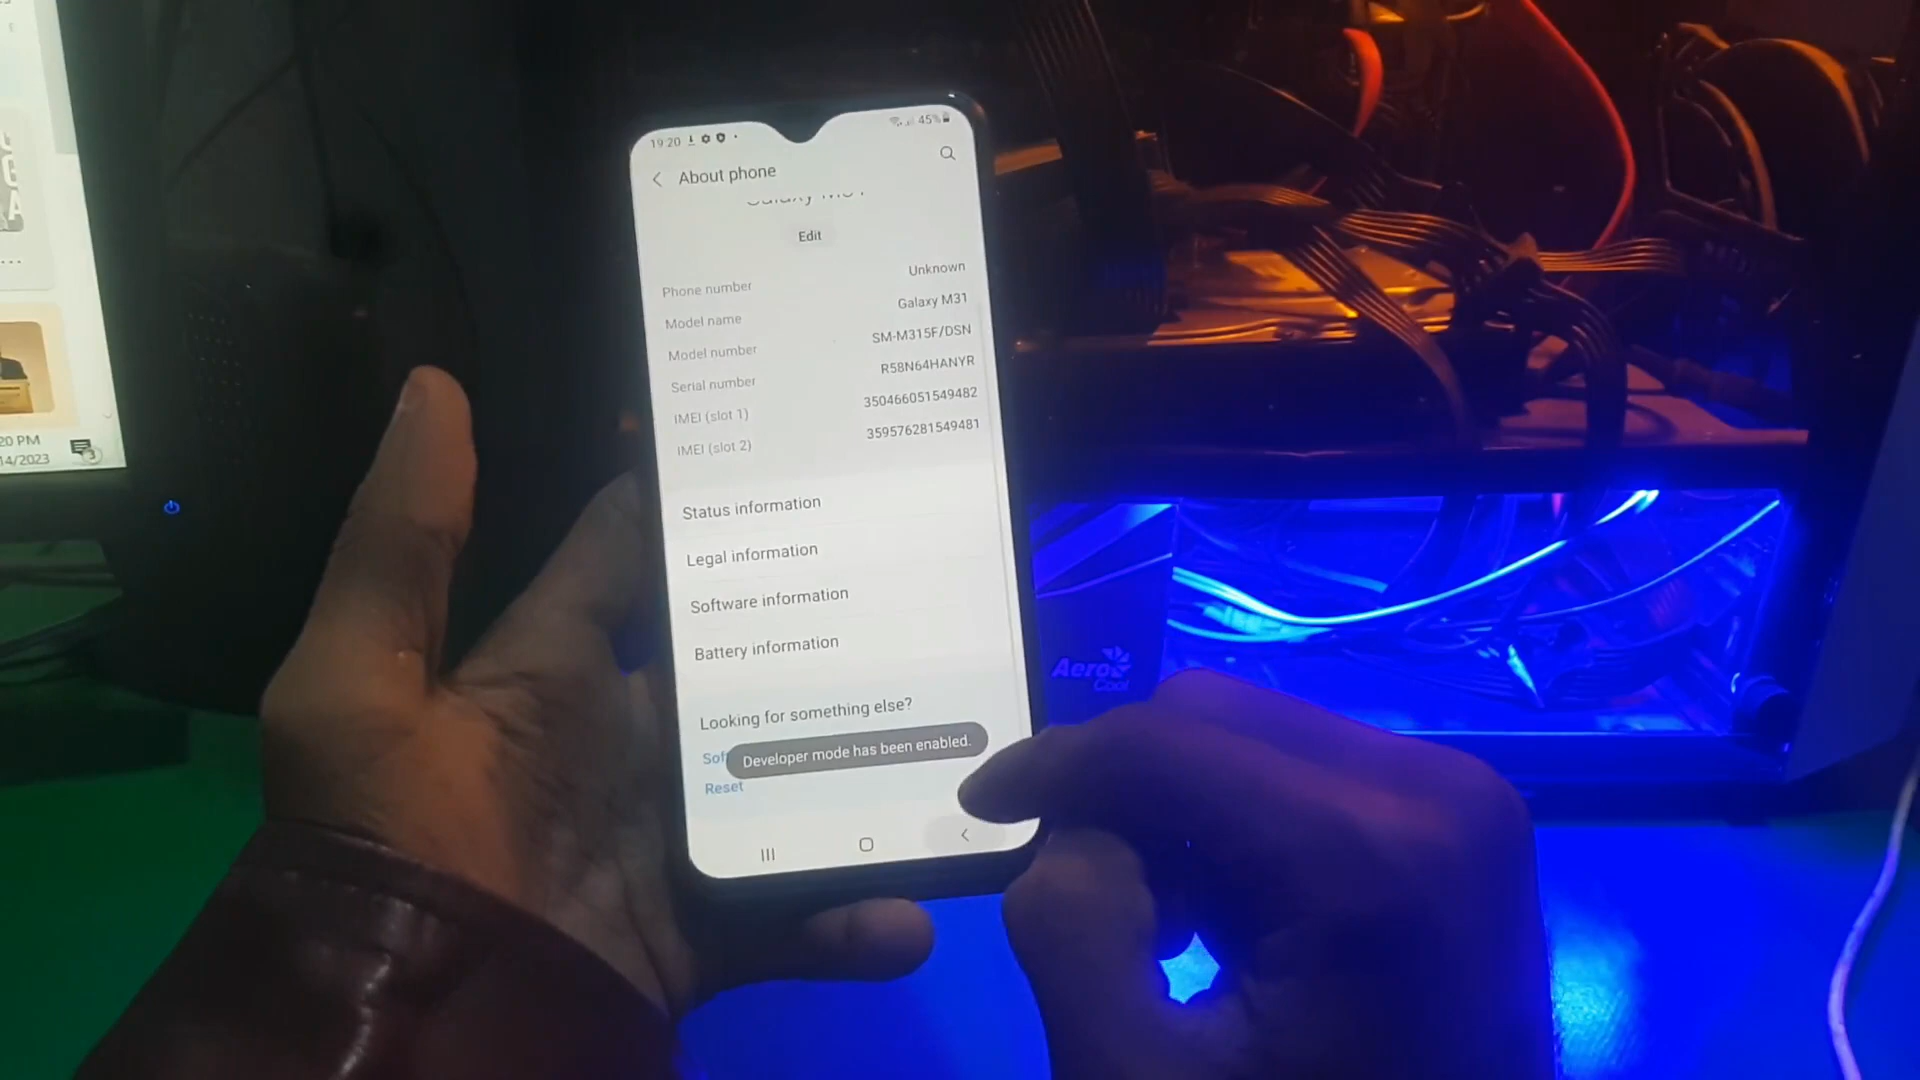 19:20
45%
About phone
Edit
Phone number Unknown
Model name Galaxy M31
Model number SM-M315F/DSN
Serial number R58N64HANYR
IMEI (slot 1) 350466051549482
IMEI (slot 2) 359576281549481
Status information
Legal information
Software information
Battery information
Looking for something else?
Sof
Developer mode has been enabled.
Reset
20 PM
14/2023
3
Aero
Cool